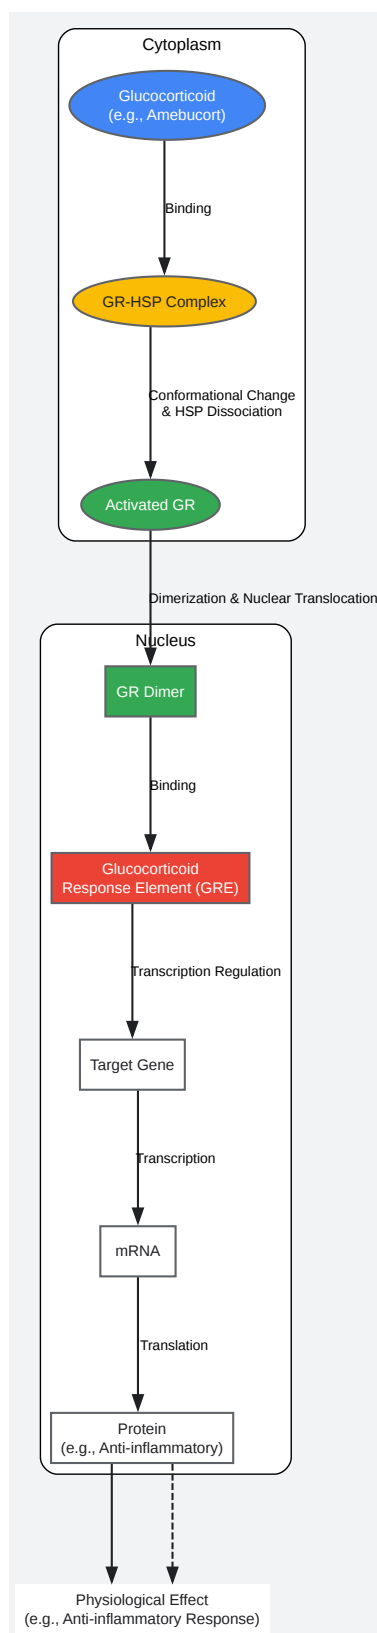 Cytoplasm
Glucocorticoid
(e.g., Amebucort)
Binding
GR-HSP Complex
Conformational Change
& HSP Dissociation
Activated GR
Dimerization & Nuclear Translocation
Nucleus
GR Dimer
Binding
Glucocorticoid
Response Element (GRE)
Transcription Regulation
Target Gene
Transcription
mRNA
Translation
Protein
(e.g., Anti-inflammatory)
Physiological Effect
(e.g., Anti-inflammatory Response)